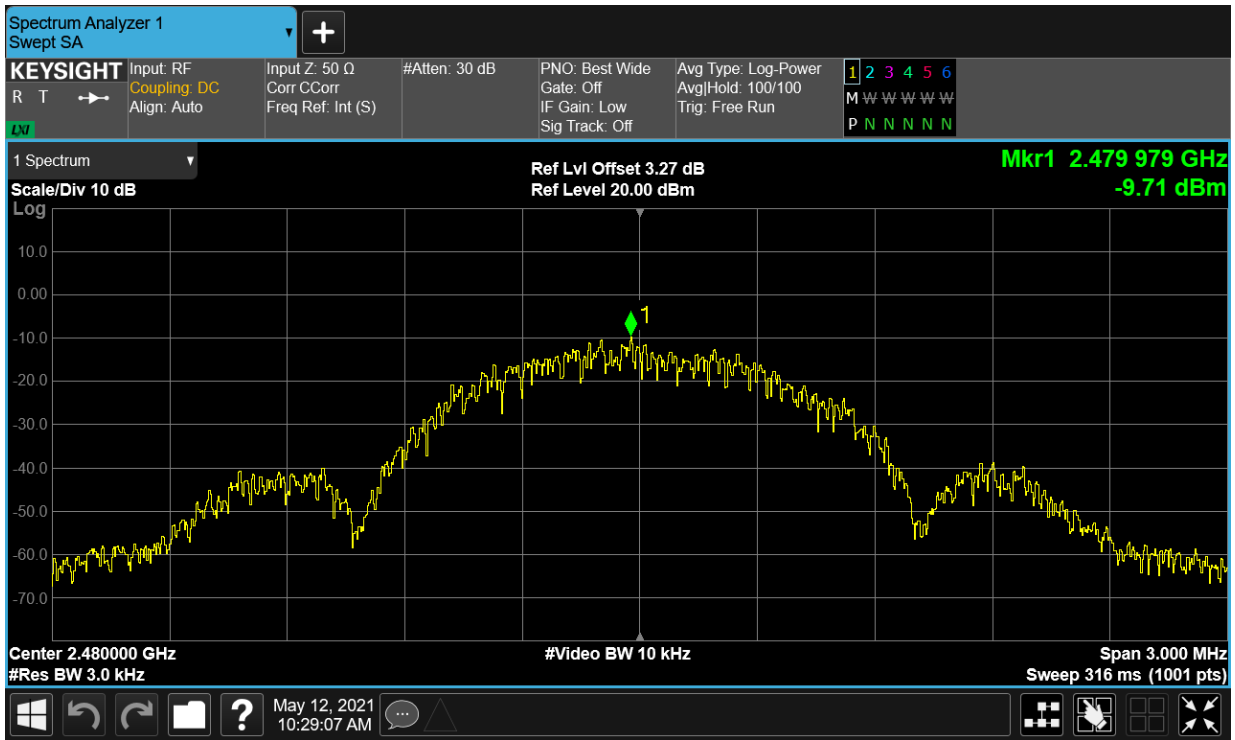 Spectrum Analyzer 1
Swept SA
KEYSIGHT
R T
LXI
Input: RF
Coupling: DC
Align: Auto
Input Z: 50 Ω
Corr CCorr
Freq Ref: Int (S)
#Atten: 30 dB
PNO: Best Wide
Gate: Off
IF Gain: Low
Sig Track: Off
Avg Type: Log-Power
Avg|Hold: 100/100
Trig: Free Run
1 2 3 4 5 6
M W W W W W
P N N N N N
1 Spectrum
Scale/Div 10 dB
Log
Ref Lvl Offset 3.27 dB
Ref Level 20.00 dBm
Mkr1 2.479 979 GHz
-9.71 dBm
10.0
0.00
-10.0
-20.0
-30.0
-40.0
-50.0
-60.0
-70.0
1
Center 2.480000 GHz
#Video BW 10 kHz
Span 3.000 MHz
#Res BW 3.0 kHz
Sweep 316 ms (1001 pts)
?
May 12, 2021
10:29:07 AM